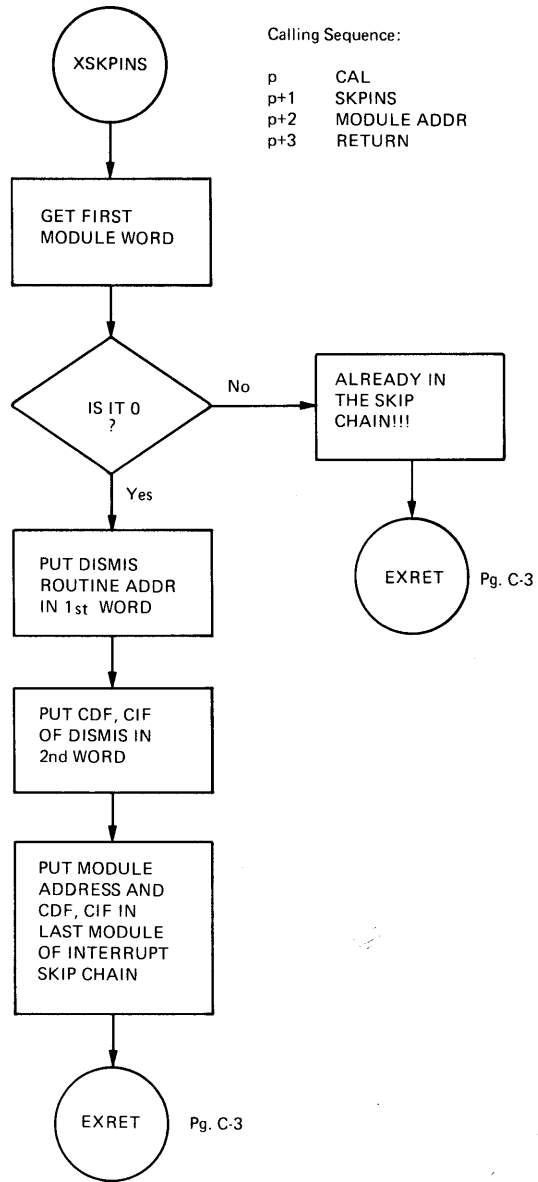 XSKPINS
Calling Sequence:
p CAL
p+1 SKPINS
p+2 MODULE ADDR
p+3 RETURN
GET FIRST
MODULE WORD
IS IT 0
?
No
ALREADY IN
THE SKIP
CHAIN!!!
EXRET
Pg. C-3
Yes
PUT DISMIS
ROUTINE ADDR
IN 1st WORD
PUT CDF, CIF
OF DISMIS IN
2nd WORD
PUT MODULE
ADDRESS AND
CDF, CIF IN
LAST MODULE
OF INTERRUPT
SKIP CHAIN
EXRET
Pg. C-3